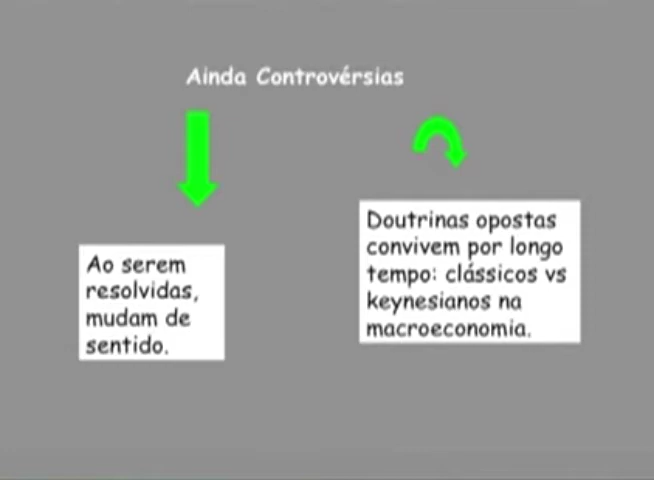 Ainda Controvérsias
Ao serem
resolvidas,
mudam de
sentido.
Doutrinas opostas
convivem por longo
tempo: clássicos vs
keynesianos na
macroeconomia.